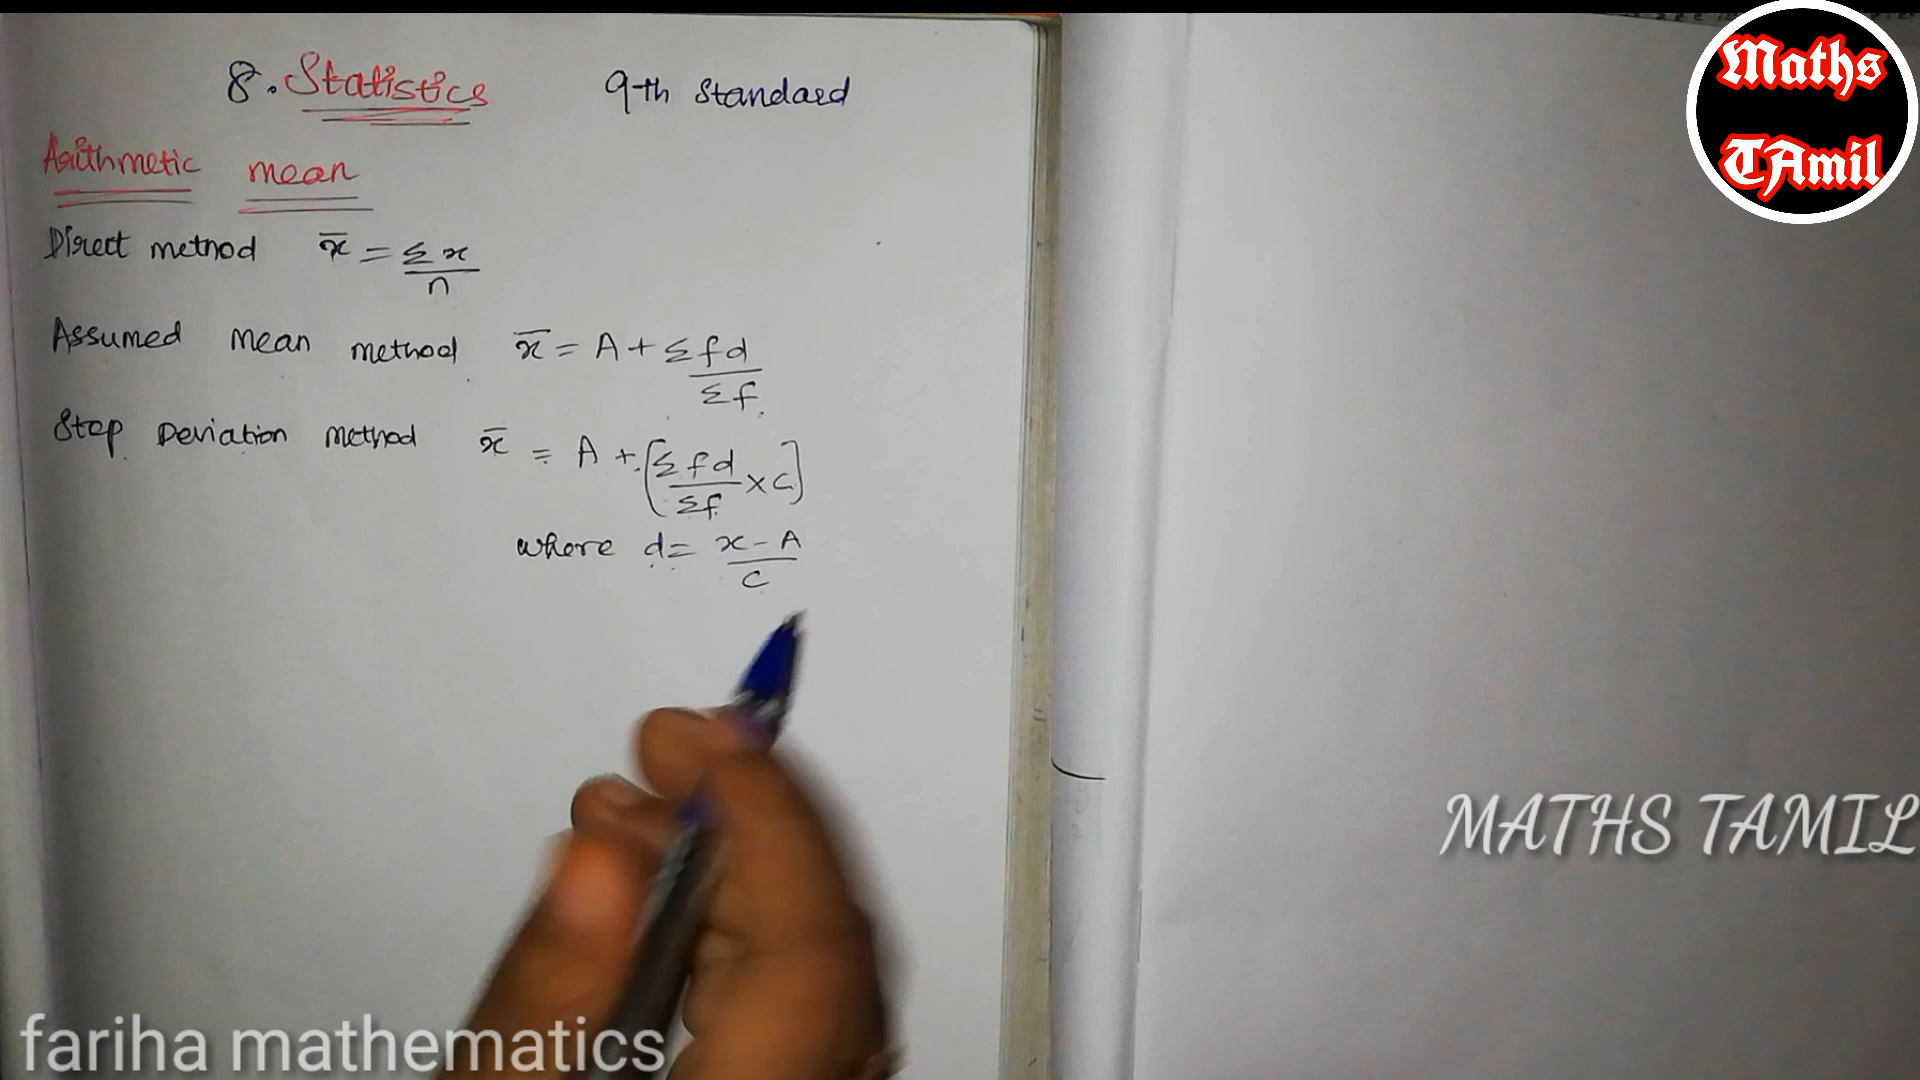 8. Statistics 9th Standard
Arithmetic mean
Direct method x̄ = Σx/n
Assumed mean method x̄ = A + Σfd/Σf
Step Deviation method x̄ = A + [Σfd/Σf × C]
where d = x - A/C
Maths
TAmil
MATHS TAMIL
fariha mathematics